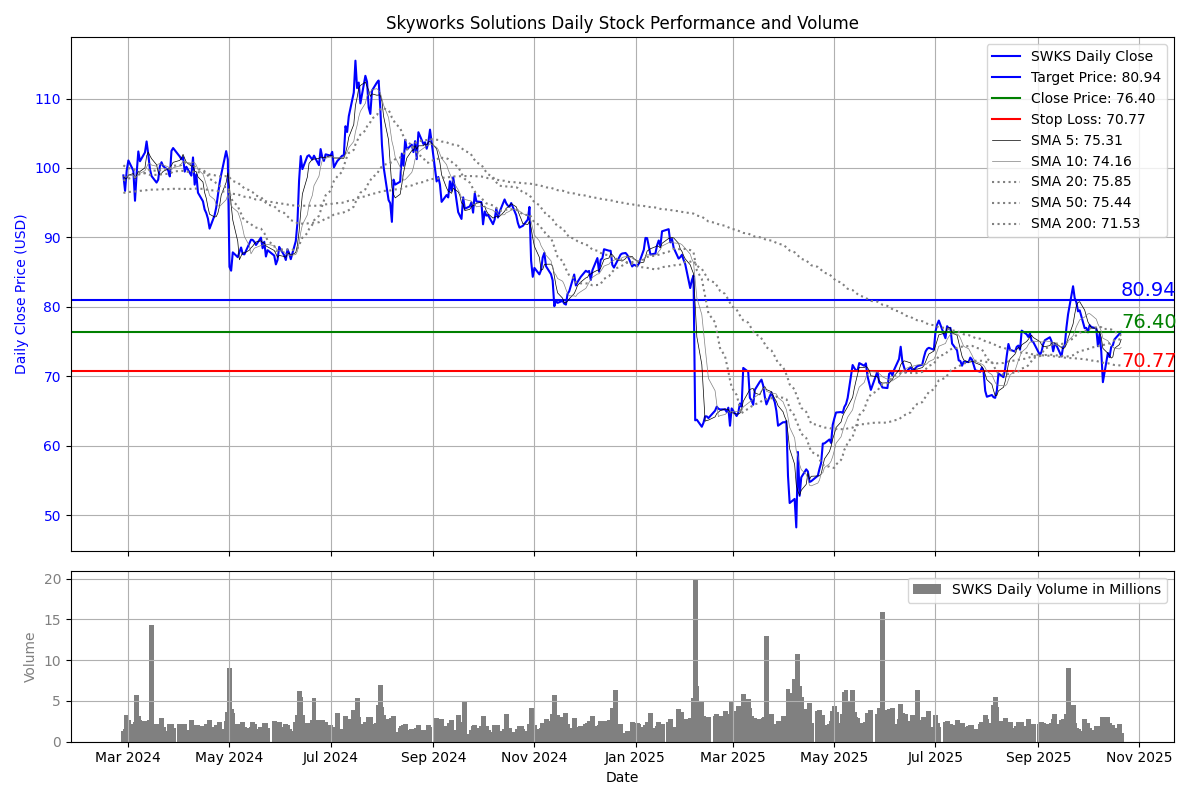 Skyworks Solutions Daily Stock Performance and Volume
Daily Close Price (USD)
110
100
90
80
70
60
50
SWKS Daily Close
Target Price: 80.94
Close Price: 76.40
Stop Loss: 70.77
SMA 5: 75.31
SMA 10: 74.16
SMA 20: 75.85
SMA 50: 75.44
SMA 200: 71.53
80.94
76.40
70.77
Volume
20
15
10
5
0
SWKS Daily Volume in Millions
Mar 2024 May 2024 Jul 2024 Sep 2024 Nov 2024 Jan 2025 Mar 2025 May 2025 Jul 2025 Sep 2025 Nov 2025
Date